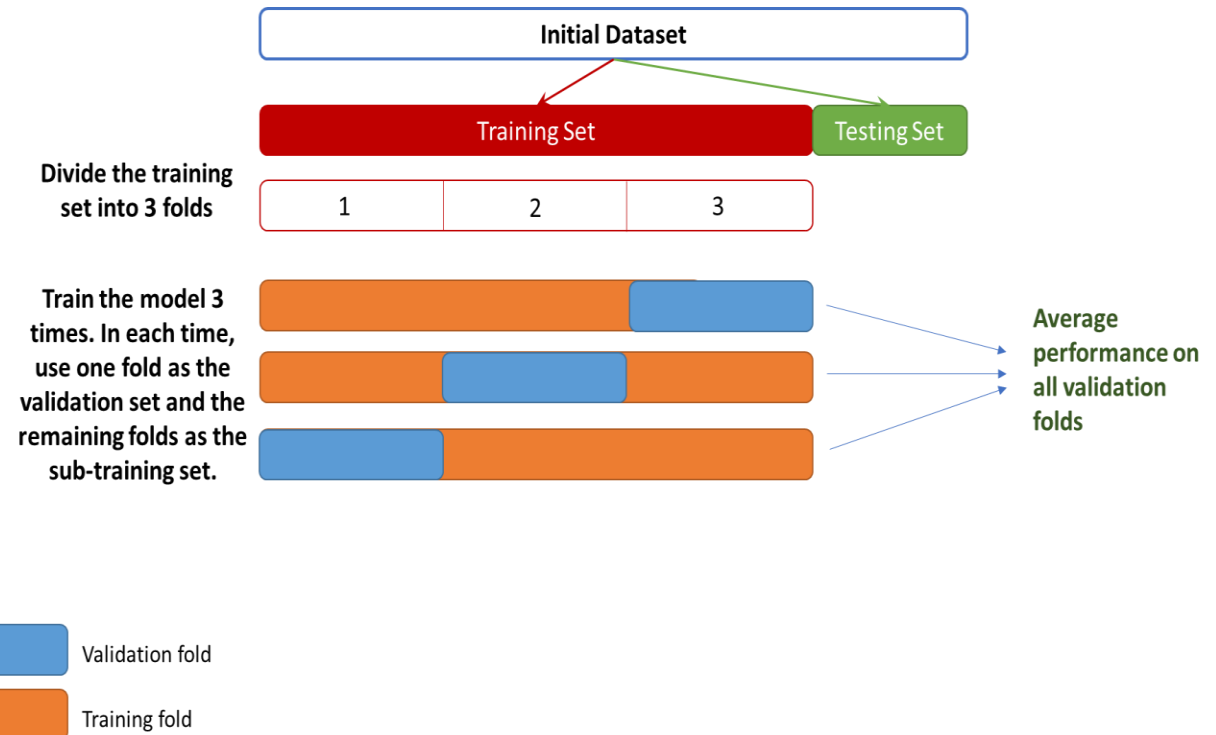 Initial Dataset
Training Set
Testing Set
Divide the training
set into 3 folds
1
2
3
Train the model 3
times. In each time,
use one fold as the
validation set and the
remaining folds as the
sub-training set.
Average
performance on
all validation
folds
Validation fold
Training fold